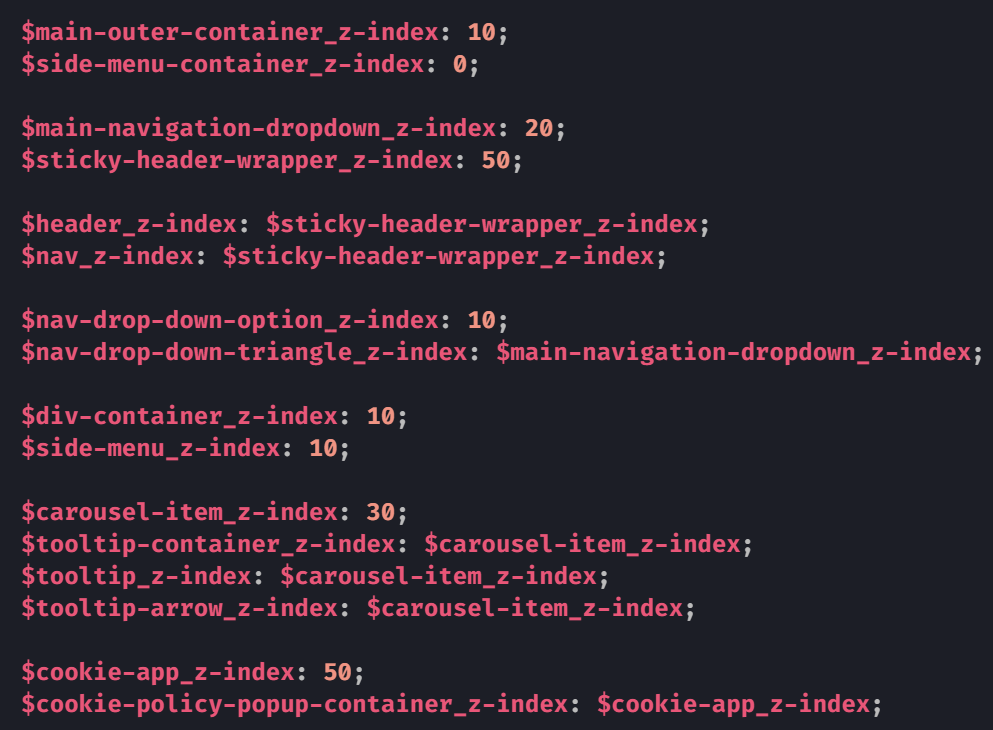 $main-outer-container_z-index: 10;
$side-menu-container_z-index: 0;
$main-navigation-dropdown_z-index: 20;
$sticky-header-wrapper_z-index: 50;
$header_z-index: $sticky-header-wrapper_z-index;
$nav_z-index: $sticky-header-wrapper_z-index;
$nav-drop-down-option_z-index: 10;
$nav-drop-down-triangle_z-index: $main-navigation-dropdown_z-index;
$div-container_z-index: 10;
$side-menu_z-index: 10;
$carousel-item_z-index: 30;
$tooltip-container_z-index: $carousel-item_z-index;
$tooltip_z-index: $carousel-item_z-index;
$tooltip-arrow_z-index: $carousel-item_z-index;
$cookie-app_z-index: 50;
$cookie-policy-popup-container_z-index: $cookie-app_z-index;